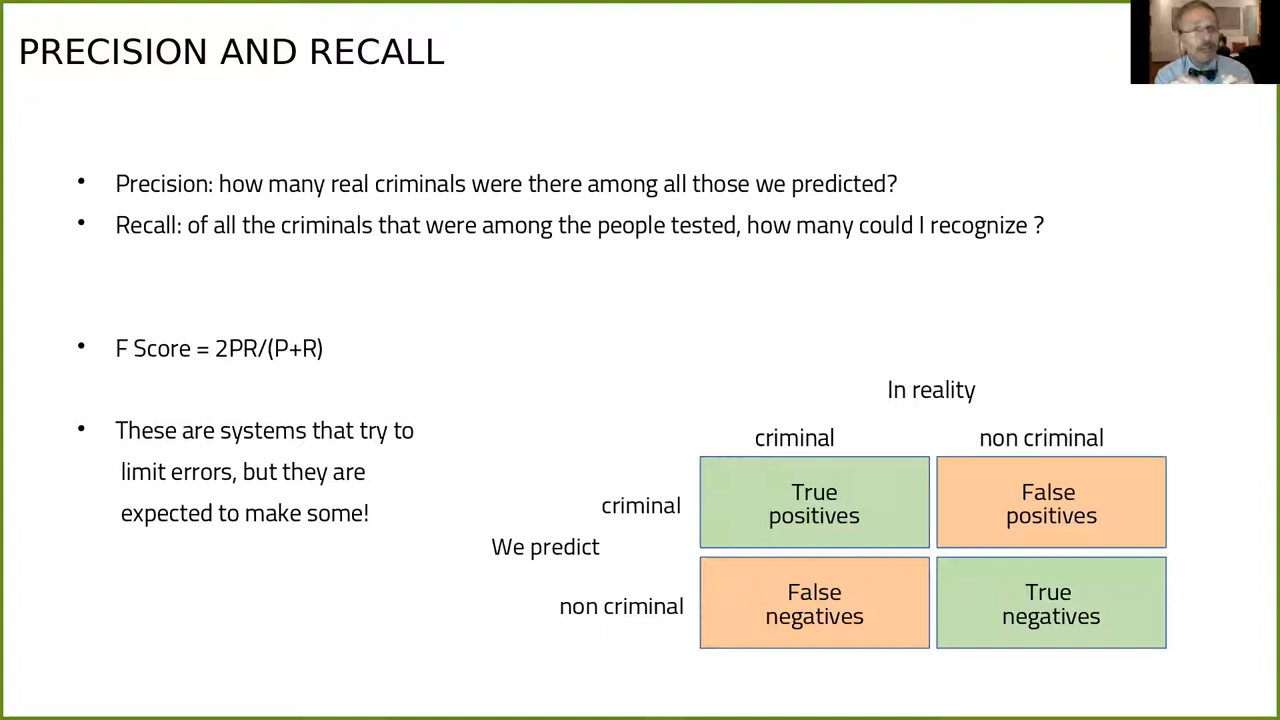 PRECISION AND RECALL
• Precision: how many real criminals were there among all those we predicted?
• Recall: of all the criminals that were among the people tested, how many could I recognize ?
• F Score = 2PR/(P+R)
• These are systems that try to
limit errors, but they are
expected to make some!
In reality
criminal non criminal
criminal
True
positives
False
positives
We predict
non criminal
False
negatives
True
negatives